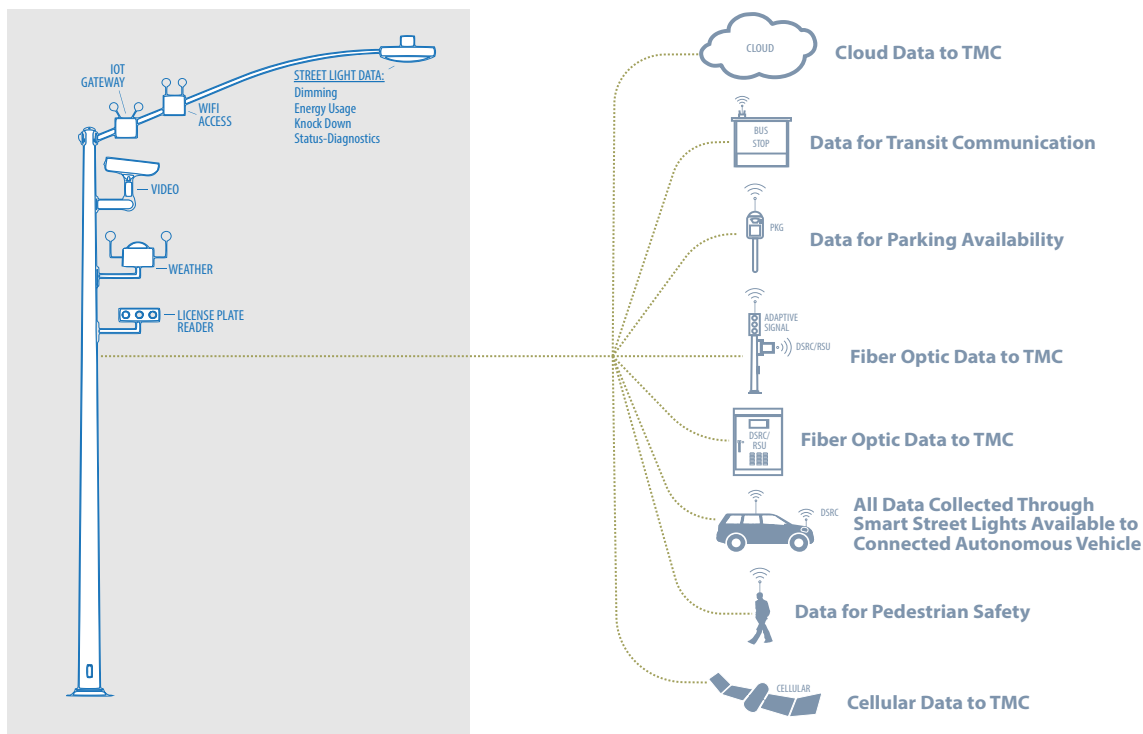 IOT
GATEWAY
WIFI
ACCESS
STREET LIGHT DATA:
Dimming
Energy Usage
Knock Down
Status-Diagnostics
VIDEO
WEATHER
LICENSE PLATE
READER
CLOUD
Cloud Data to TMC
BUS
STOP
Data for Transit Communication
PKG
Data for Parking Availability
ADAPTIVE
SIGNAL
DSRC/RSU
Fiber Optic Data to TMC
DSRC/
RSU
Fiber Optic Data to TMC
DSRC
All Data Collected Through
Smart Street Lights Available to
Connected Autonomous Vehicle
Data for Pedestrian Safety
CELLULAR
Cellular Data to TMC